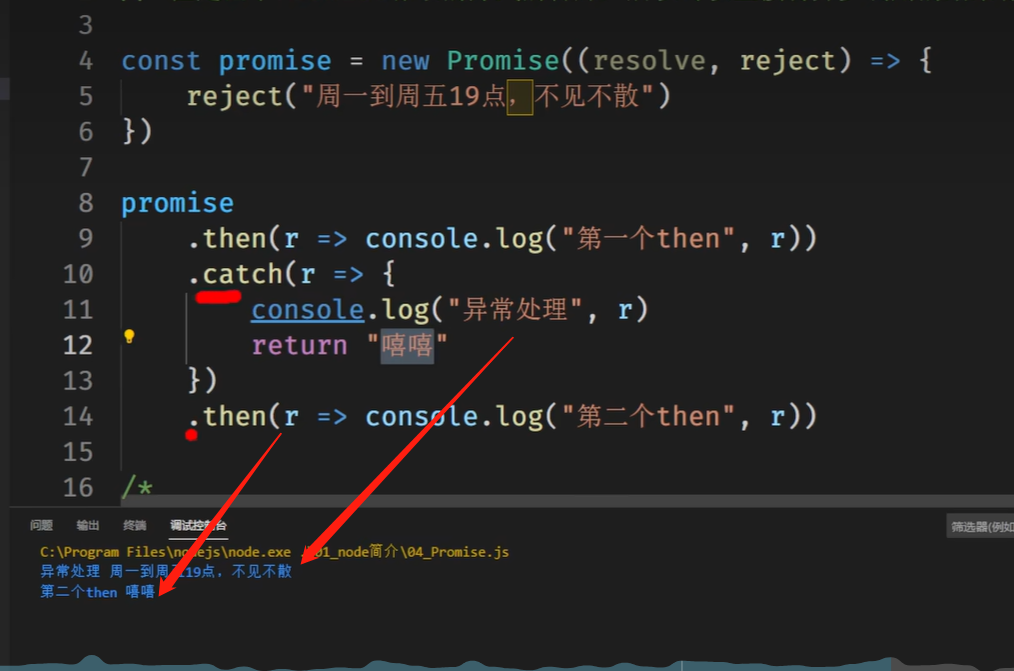 3
4 const promise = new Promise((resolve, reject) => {
5 reject("周一到周五19点，不见不散")
6 })
7
8 promise
9 .then(r => console.log("第一个then", r))
10 .catch(r => {
11 console.log("异常处理", r)
12 return "嘻嘻"
13 })
14 .then(r => console.log("第二个then", r))
15
16 /*
问题 输出 终端 调试控制台 筛选器(例如
C:\Program Files\nodejs\node.exe .\01_node简介\04_Promise.js
异常处理 周一到周五19点，不见不散
第二个then 嘻嘻